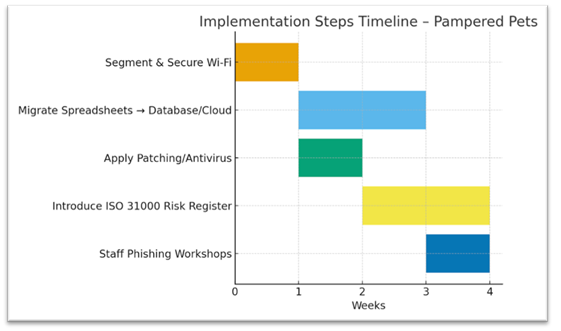 Implementation Steps Timeline – Pampered Pets
Segment & Secure Wi-Fi
Migrate Spreadsheets → Database/Cloud
Apply Patching/Antivirus
Introduce ISO 31000 Risk Register
Staff Phishing Workshops
0 1 2 3 4
Weeks